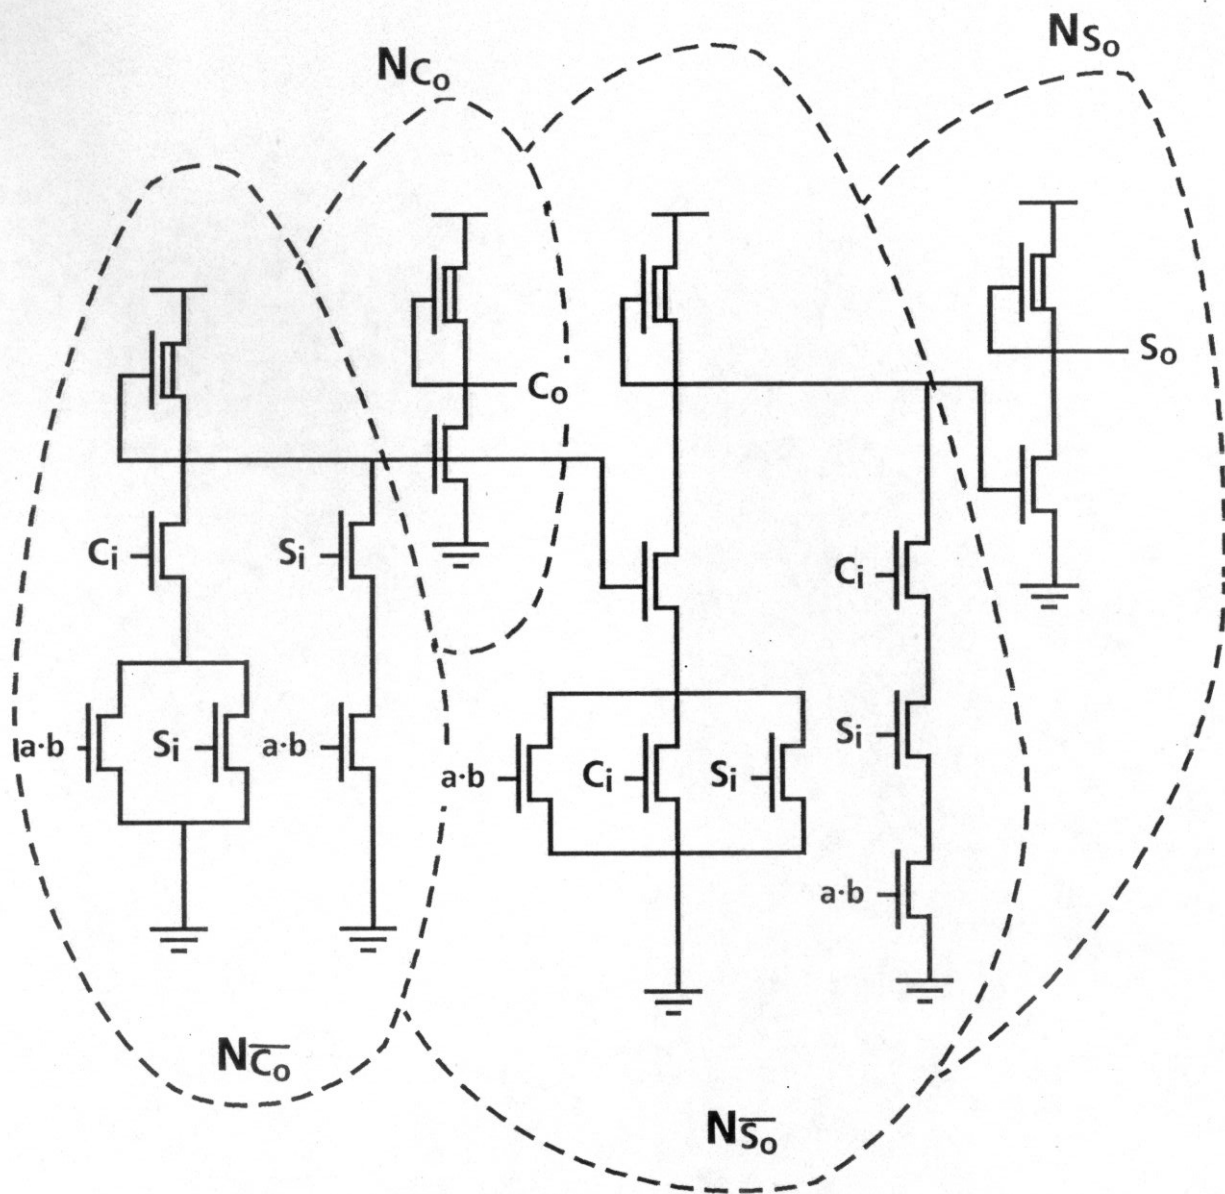 N_{C_o}
N_{S_o}
C_o
S_o
C_i
S_i
C_i
a·b
S_i
a·b
a·b
C_i
S_i
S_i
a·b
N_{\overline{C_o}}
N_{\overline{S_o}}